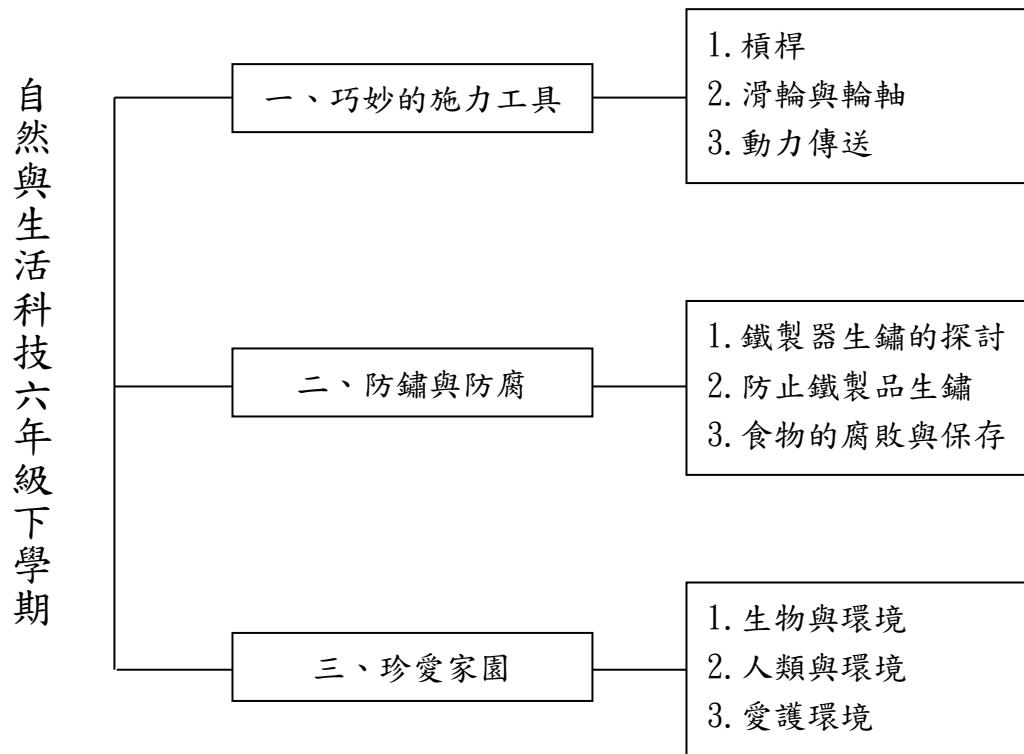 自然與生活科技六年級下學期
一、巧妙的施力工具
1.槓桿
2.滑輪與輪軸
3.動力傳送
二、防鏽與防腐
1.鐵製器生鏽的探討
2.防止鐵製品生鏽
3.食物的腐敗與保存
三、珍愛家園
1.生物與環境
2.人類與環境
3.愛護環境